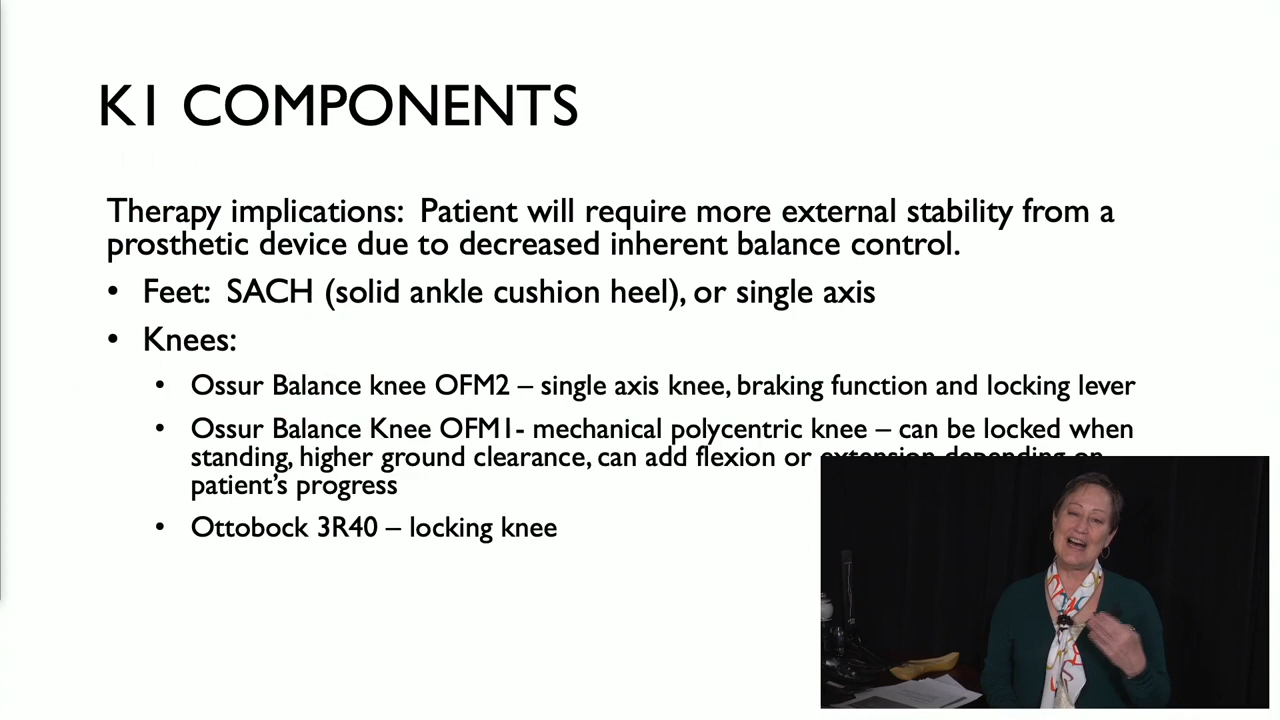 K1 COMPONENTS
Therapy implications:  Patient will require more external stability from a
prosthetic device due to decreased inherent balance control.
• Feet:  SACH (solid ankle cushion heel), or single axis
• Knees:
• Ossur Balance knee OFM2 – single axis knee, braking function and locking lever
• Ossur Balance Knee OFM1- mechanical polycentric knee – can be locked when
standing, higher ground clearance, can add flexion or extension depending on
patient's progress
• Ottobock 3R40 – locking knee